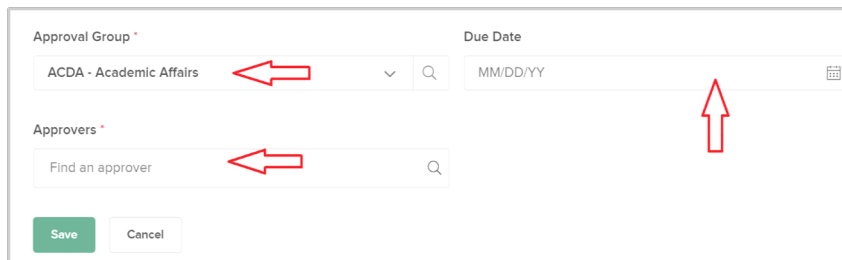 Approval Group *
Due Date
ACDA - Academic Affairs
MM/DD/YY
Approvers *
Find an approver
Save
Cancel